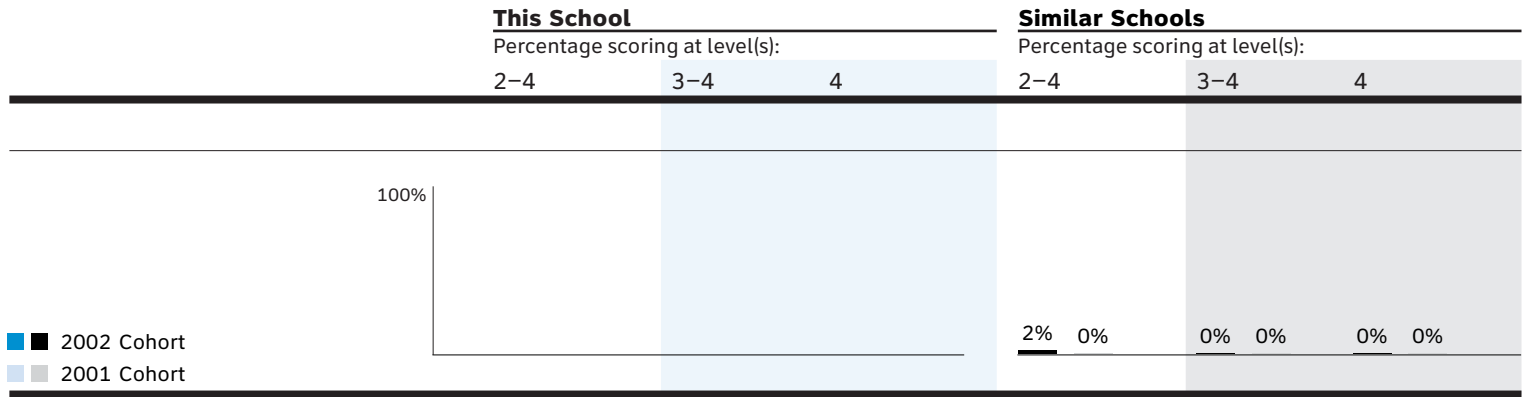 This School Similar Schools
Percentage scoring at level(s): Percentage scoring at level(s):
2–4 3–4 4 2–4 3–4 4
100%
2% 0% 0% 0% 0% 0%
2002 Cohort
2001 Cohort